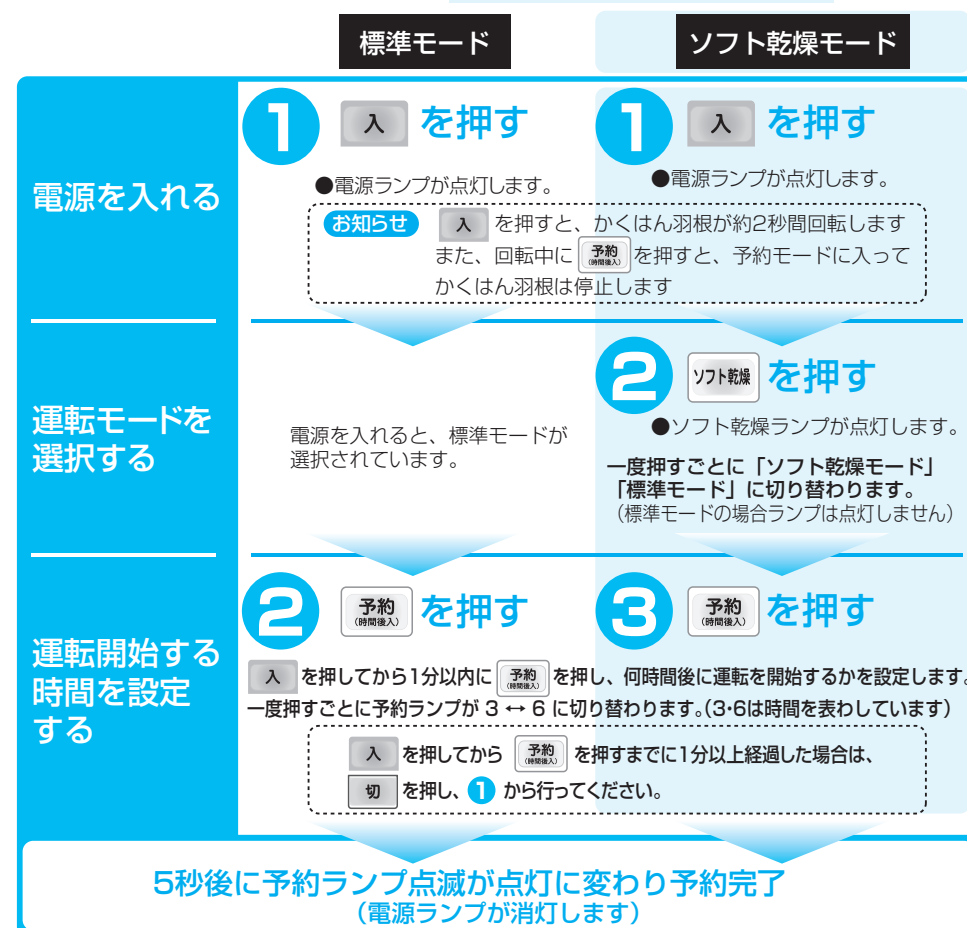 標準モード
ソフト乾燥モード
電源を入れる
1 入 を押す
●電源ランプが点灯します。
1 入 を押す
●電源ランプが点灯します。
お知らせ 入 を押すと、かくはん羽根が約2秒間回転します
また、回転中に 予約(時間後入) を押すと、予約モードに入って
かくはん羽根は停止します
運転モードを
選択する
電源を入れると、標準モードが
選択されています。
2 ソフト乾燥 を押す
●ソフト乾燥ランプが点灯します。
一度押すごとに「ソフト乾燥モード」
「標準モード」に切り替わります。
（標準モードの場合ランプは点灯しません）
運転開始する
時間を設定
する
2 予約(時間後入) を押す
3 予約(時間後入) を押す
入 を押してから1分以内に 予約(時間後入) を押し、何時間後に運転を開始するかを設定します。
一度押すごとに予約ランプが 3 ↔ 6 に切り替わります。(3・6は時間を表わしています）
入 を押してから 予約(時間後入) を押すまでに1分以上経過した場合は、
切 を押し、1 から行ってください。
5秒後に予約ランプ点滅が点灯に変わり予約完了
（電源ランプが消灯します）